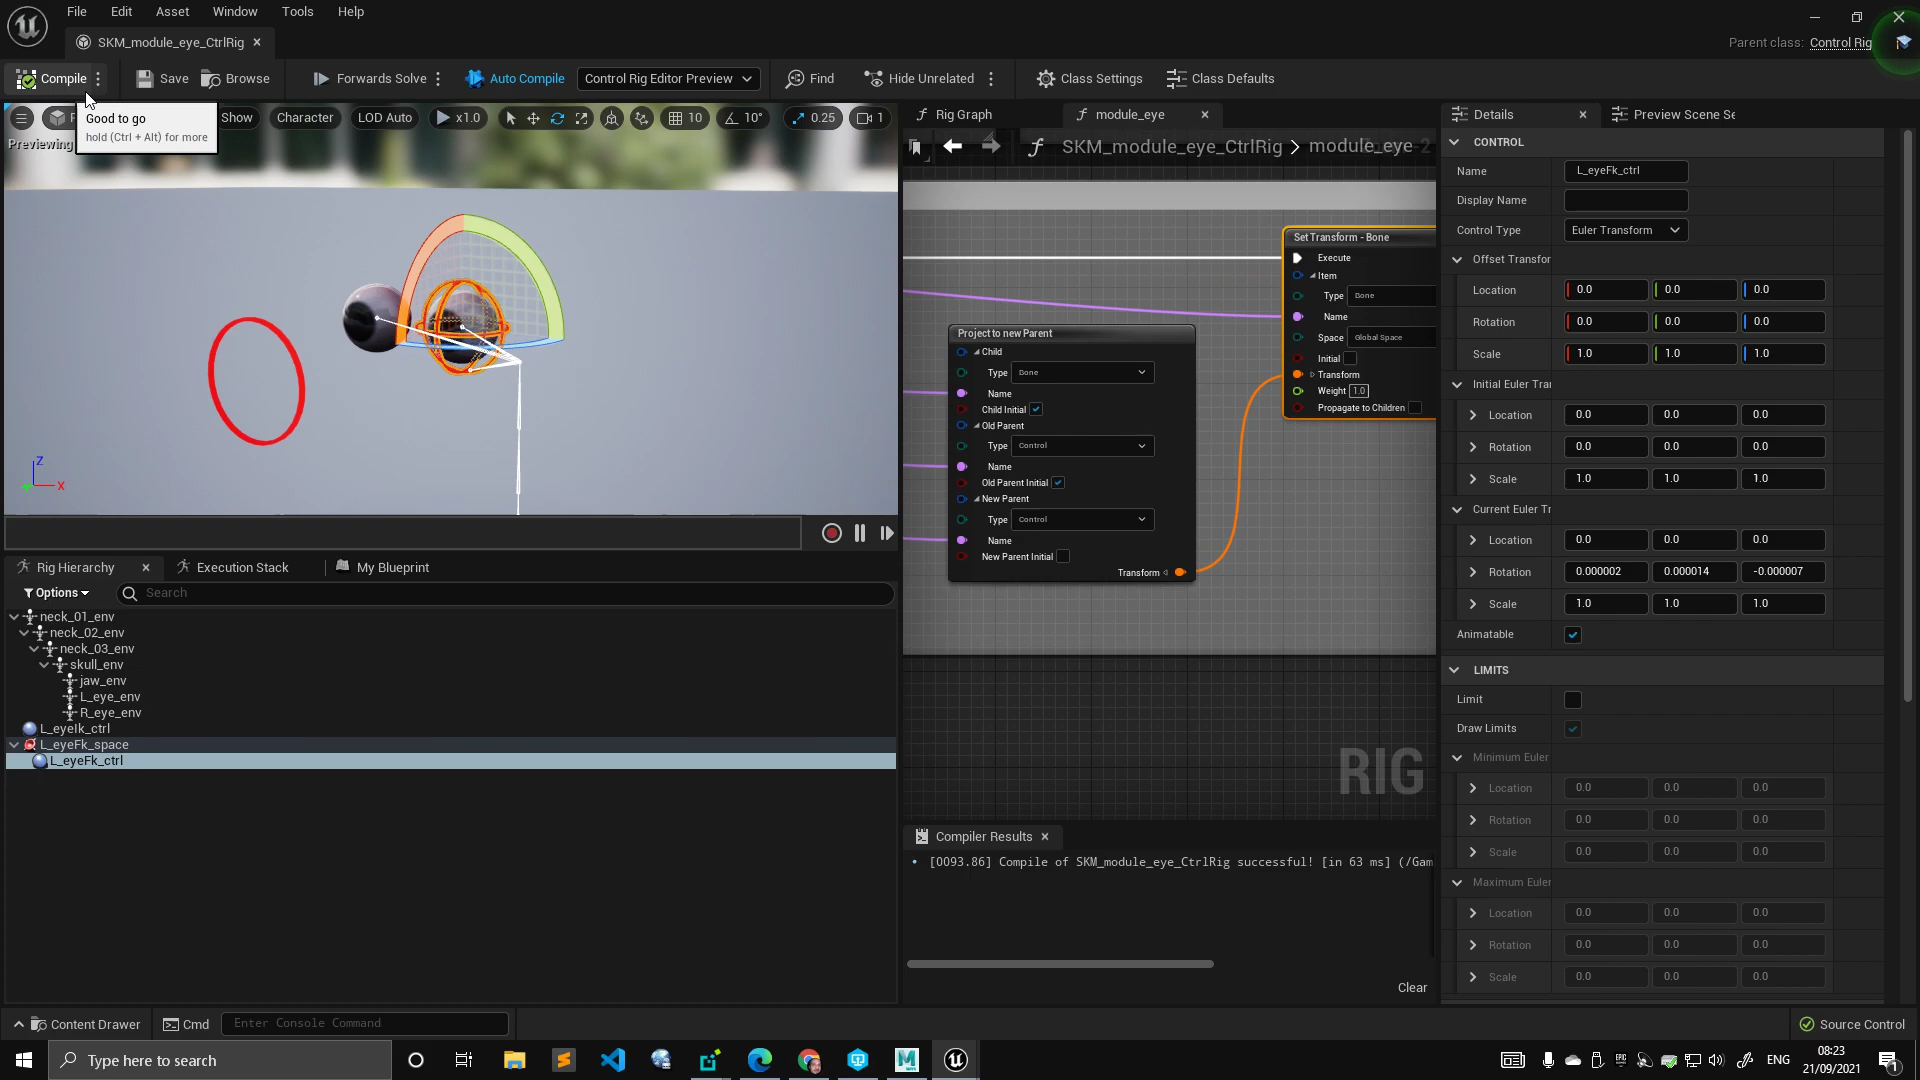 File Edit Asset Window Tools Help
SKM_module_eye_CtrlRig
Parent class: Control Rig
Compile Save Browse Forwards Solve Auto Compile Control Rig Editor Preview Find Hide Unrelated Class Settings Class Defaults
Good to go
hold (Ctrl + Alt) for more
Show Character LOD Auto x1.0 10 10° 0.25 1
Previewing
Z
X
Rig Graph module_eye
SKM_module_eye_CtrlRig > module_eye
Set Transform - Bone
Execute
Item
Type Bone
Name
Space Global Space
Initial
Transform
Weight 1.0
Propagate to Children
Project to new Parent
Child
Type Bone
Name
Child Initial
Old Parent
Type Control
Name
Old Parent Initial
New Parent
Type Control
Name
New Parent Initial
Transform
RIG
Rig Hierarchy Execution Stack My Blueprint
Options Search
neck_01_env
neck_02_env
neck_03_env
skull_env
jaw_env
L_eye_env
R_eye_env
L_eyeIk_ctrl
L_eyeFk_space
L_eyeFk_ctrl
Compiler Results
[0093.86] Compile of SKM_module_eye_CtrlRig successful! [in 63 ms] (/Gam
Clear
Details Preview Scene Se
CONTROL
Name L_eyeFk_ctrl
Display Name
Control Type Euler Transform
Offset Transfor
Location 0.0 0.0 0.0
Rotation 0.0 0.0 0.0
Scale 1.0 1.0 1.0
Initial Euler Tra
Location 0.0 0.0 0.0
Rotation 0.0 0.0 0.0
Scale 1.0 1.0 1.0
Current Euler Tr
Location 0.0 0.0 0.0
Rotation 0.000002 0.000014 -0.000007
Scale 1.0 1.0 1.0
Animatable
LIMITS
Limit
Draw Limits
Minimum Euler
Location 0.0 0.0 0.0
Rotation 0.0 0.0 0.0
Scale 0.0 0.0 0.0
Maximum Euler
Location 0.0 0.0 0.0
Rotation 0.0 0.0 0.0
Scale 0.0 0.0 0.0
Content Drawer Cmd Enter Console Command Source Control
Type here to search
ENG
08:23
21/09/2021
1